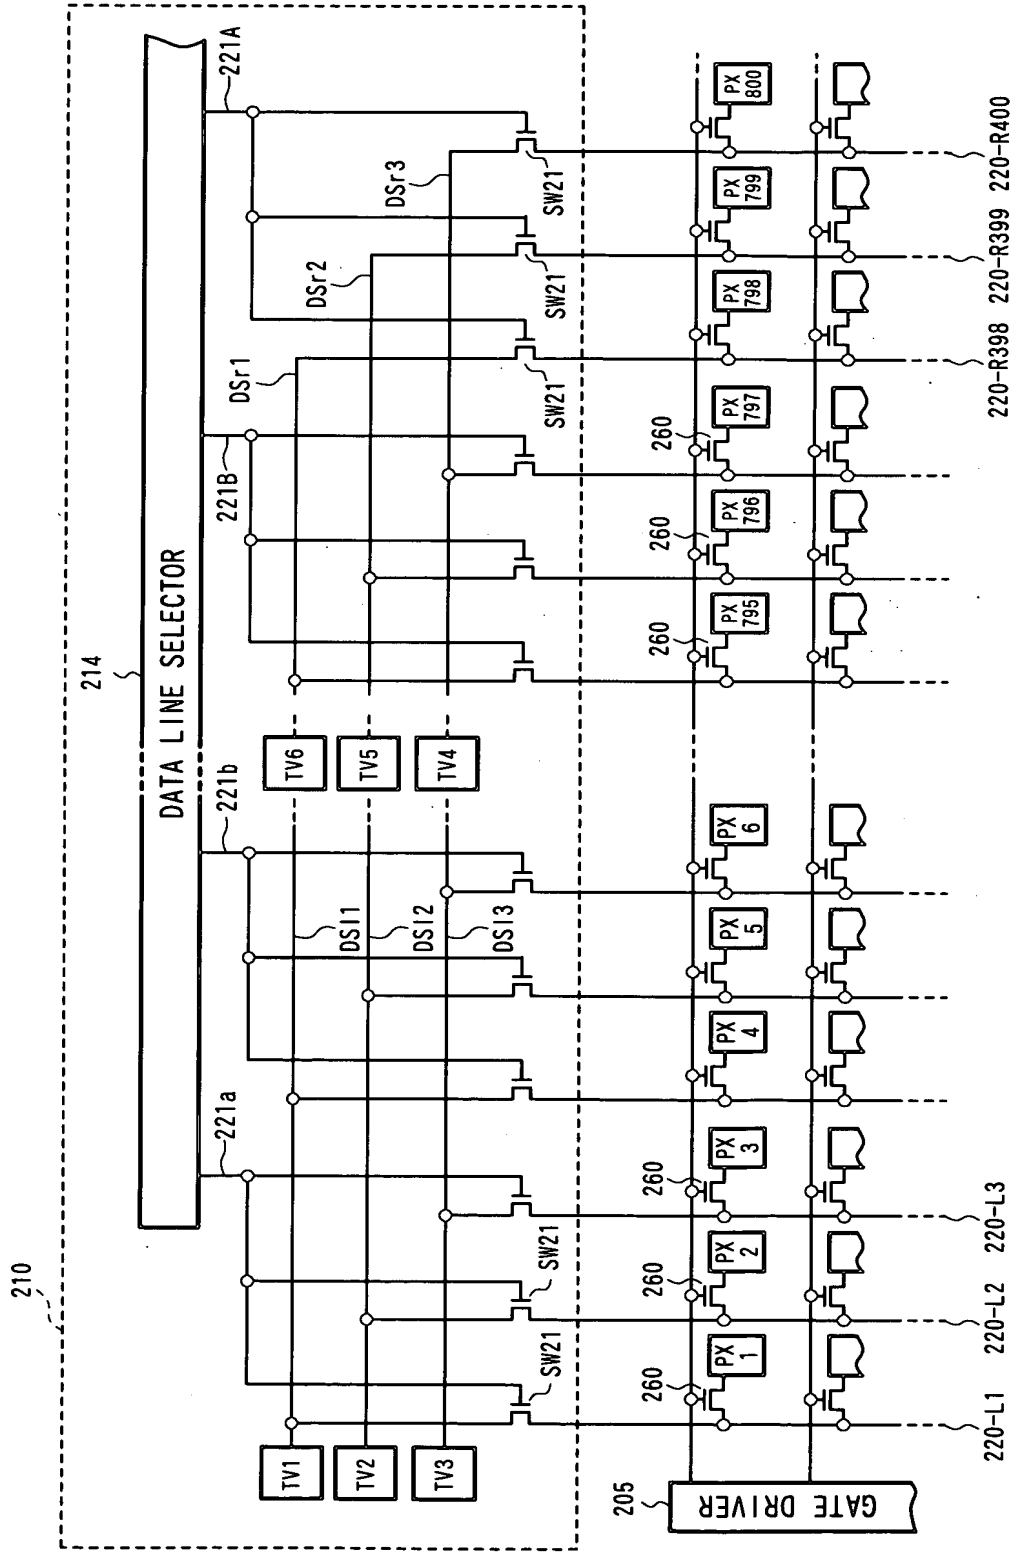 210
214
DATA LINE SELECTOR
221a
221b
221B
221A
TV1
TV2
TV3
DSl1
DSl2
DSl3
TV6
TV5
TV4
DSr1
DSr2
DSr3
SW21
SW21
SW21
SW21
SW21
205
GATE DRIVER
260
260
260
260
260
260
PX 1
PX 2
PX 3
PX 4
PX 5
PX 6
PX 795
PX 796
PX 797
PX 798
PX 799
PX 800
220-L1
220-L2
220-L3
220-R398
220-R399
220-R400